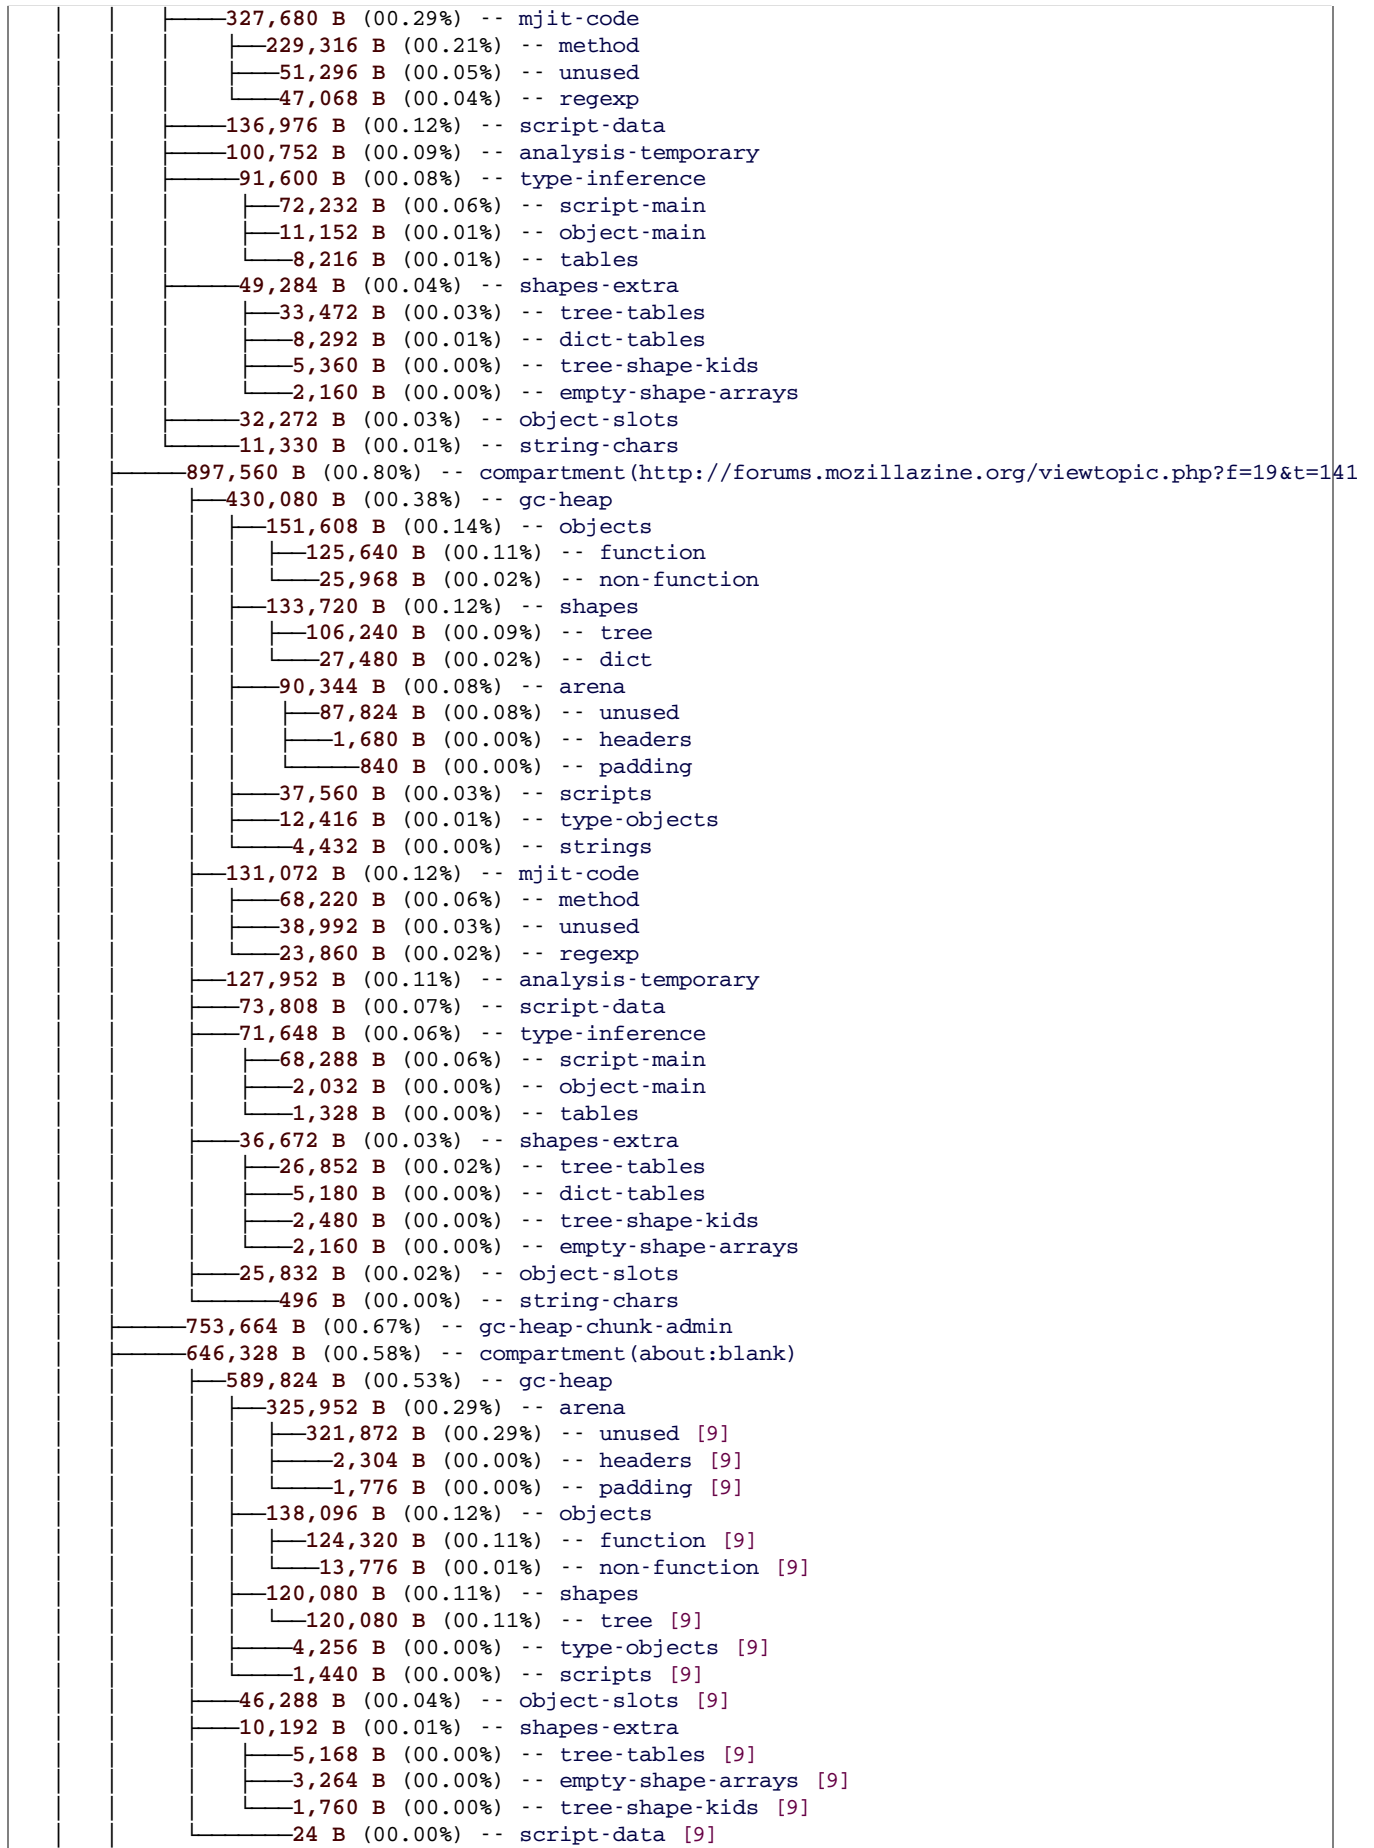 327,680 B (00.29%) -- mjit-code
229,316 B (00.21%) -- method
51,296 B (00.05%) -- unused
47,068 B (00.04%) -- regexp
136,976 B (00.12%) -- script-data
100,752 B (00.09%) -- analysis-temporary
91,600 B (00.08%) -- type-inference
72,232 B (00.06%) -- script-main
11,152 B (00.01%) -- object-main
8,216 B (00.01%) -- tables
49,284 B (00.04%) -- shapes-extra
33,472 B (00.03%) -- tree-tables
8,292 B (00.01%) -- dict-tables
5,360 B (00.00%) -- tree-shape-kids
2,160 B (00.00%) -- empty-shape-arrays
32,272 B (00.03%) -- object-slots
11,330 B (00.01%) -- string-chars
897,560 B (00.80%) -- compartment(http://forums.mozillazine.org/viewtopic.php?f=19&t=141
430,080 B (00.38%) -- gc-heap
151,608 B (00.14%) -- objects
125,640 B (00.11%) -- function
25,968 B (00.02%) -- non-function
133,720 B (00.12%) -- shapes
106,240 B (00.09%) -- tree
27,480 B (00.02%) -- dict
90,344 B (00.08%) -- arena
87,824 B (00.08%) -- unused
1,680 B (00.00%) -- headers
840 B (00.00%) -- padding
37,560 B (00.03%) -- scripts
12,416 B (00.01%) -- type-objects
4,432 B (00.00%) -- strings
131,072 B (00.12%) -- mjit-code
68,220 B (00.06%) -- method
38,992 B (00.03%) -- unused
23,860 B (00.02%) -- regexp
127,952 B (00.11%) -- analysis-temporary
73,808 B (00.07%) -- script-data
71,648 B (00.06%) -- type-inference
68,288 B (00.06%) -- script-main
2,032 B (00.00%) -- object-main
1,328 B (00.00%) -- tables
36,672 B (00.03%) -- shapes-extra
26,852 B (00.02%) -- tree-tables
5,180 B (00.00%) -- dict-tables
2,480 B (00.00%) -- tree-shape-kids
2,160 B (00.00%) -- empty-shape-arrays
25,832 B (00.02%) -- object-slots
496 B (00.00%) -- string-chars
753,664 B (00.67%) -- gc-heap-chunk-admin
646,328 B (00.58%) -- compartment(about:blank)
589,824 B (00.53%) -- gc-heap
325,952 B (00.29%) -- arena
321,872 B (00.29%) -- unused [9]
2,304 B (00.00%) -- headers [9]
1,776 B (00.00%) -- padding [9]
138,096 B (00.12%) -- objects
124,320 B (00.11%) -- function [9]
13,776 B (00.01%) -- non-function [9]
120,080 B (00.11%) -- shapes
120,080 B (00.11%) -- tree [9]
4,256 B (00.00%) -- type-objects [9]
1,440 B (00.00%) -- scripts [9]
46,288 B (00.04%) -- object-slots [9]
10,192 B (00.01%) -- shapes-extra
5,168 B (00.00%) -- tree-tables [9]
3,264 B (00.00%) -- empty-shape-arrays [9]
1,760 B (00.00%) -- tree-shape-kids [9]
24 B (00.00%) -- script-data [9]